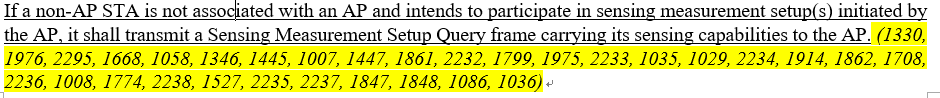 If a non-AP STA is not associated with an AP and intends to participate in sensing measurement setup(s) initiated by
the AP, it shall transmit a Sensing Measurement Setup Query frame carrying its sensing capabilities to the AP. (1330,
1976, 2295, 1668, 1058, 1346, 1445, 1007, 1447, 1861, 2232, 1799, 1975, 2233, 1035, 1029, 2234, 1914, 1862, 1708,
2236, 1008, 1774, 2238, 1527, 2235, 2237, 1847, 1848, 1086, 1036)